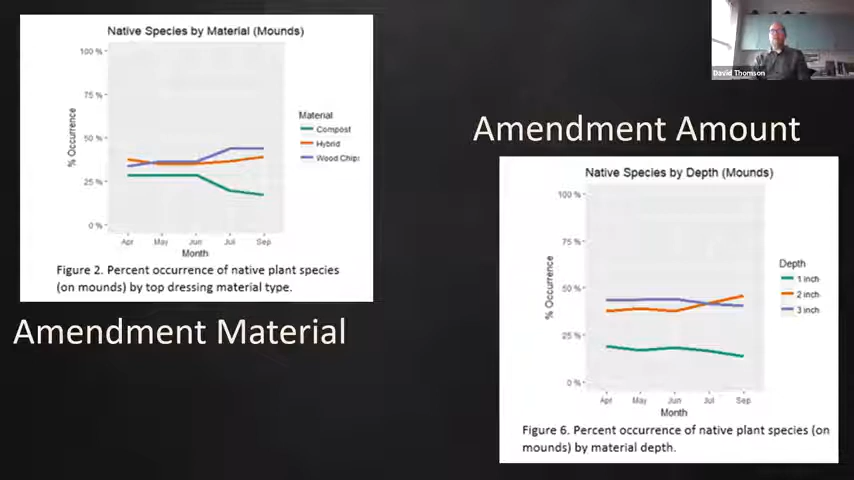 Native Species by Material (Mounds)
100 %
75 %
50 %
25 %
0 %
% Occurrence
Apr May Jun Jul Sep
Month
Material
Compost
Hybrid
Wood Chips
Figure 2. Percent occurrence of native plant species
(on mounds) by top dressing material type.
Amendment Material
David Thomson
Amendment Amount
Native Species by Depth (Mounds)
100 %
75 %
50 %
25 %
0 %
% Occurrence
Apr May Jun Jul Sep
Month
Depth
1 inch
2 inch
3 inch
Figure 6. Percent occurrence of native plant species (on
mounds) by material depth.